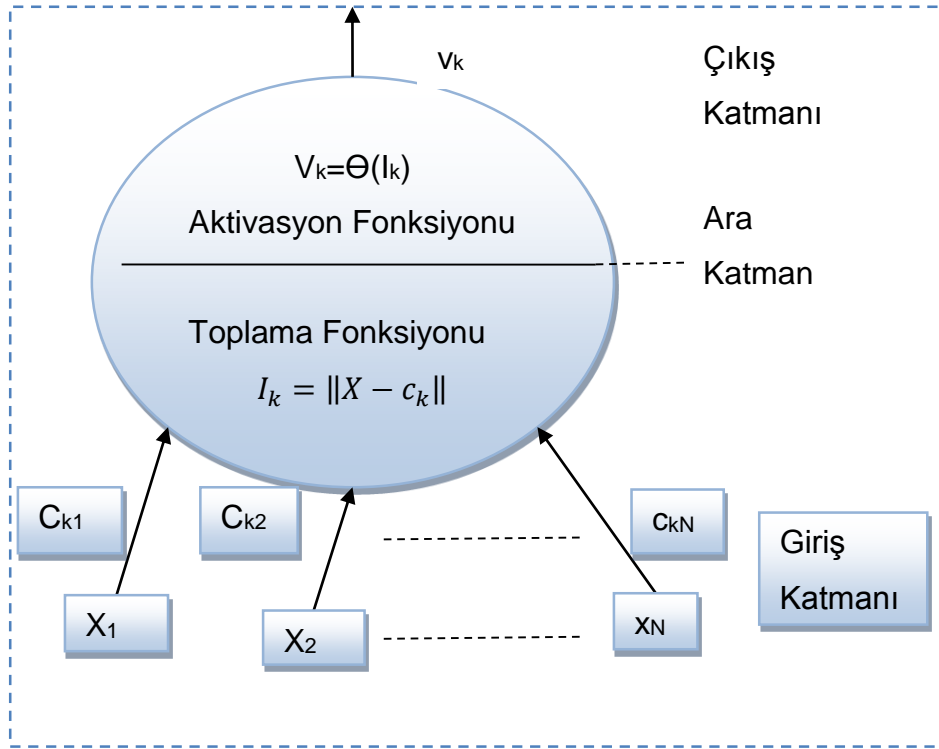 vk
Çıkış
Katmanı
Vk=Ө(Ik)
Aktivasyon Fonksiyonu
Ara
Katman
Toplama Fonksiyonu
𝐼𝑘 = ‖𝑋 − 𝑐𝑘‖
Ck1
Ck2
ckN
Giriş
Katmanı
X1
X2
xN